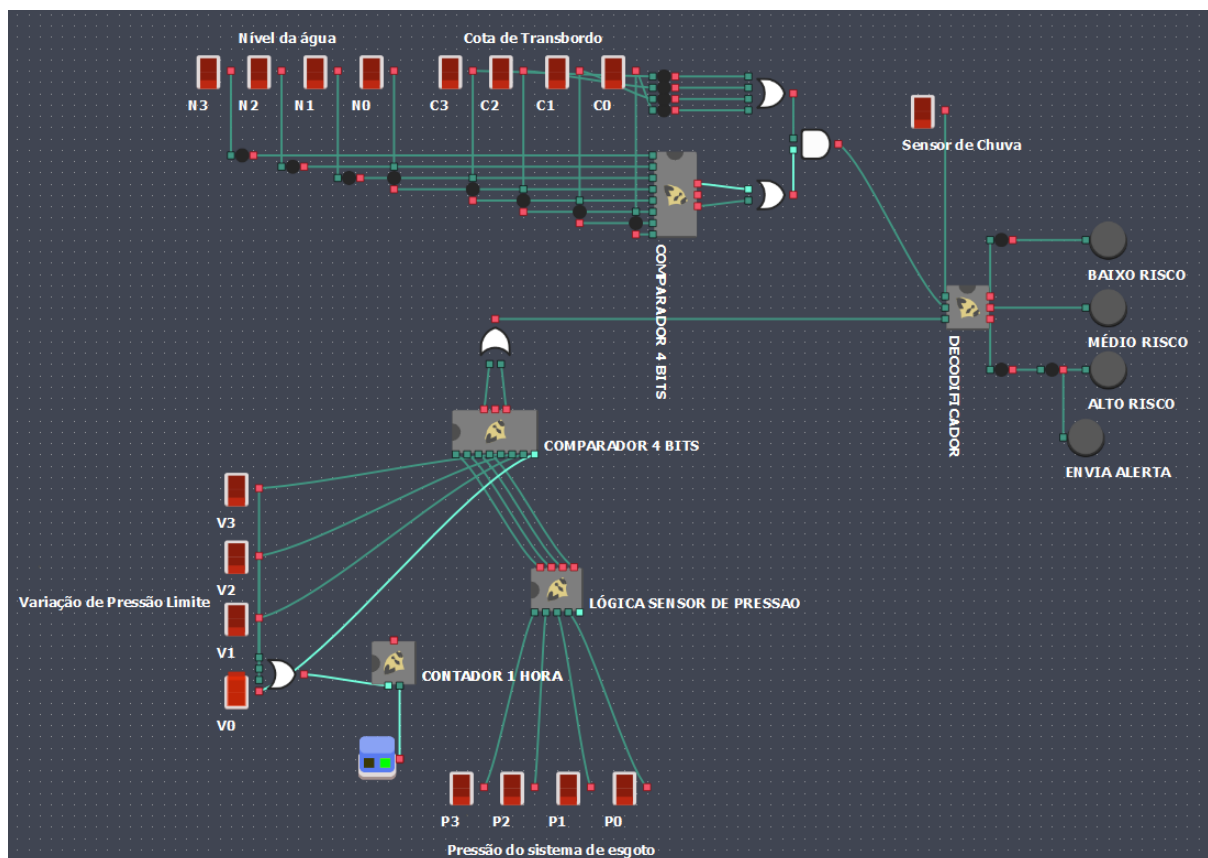 Nível da água
Cota de Transbordo
N3 N2 N1 N0
C3 C2 C1 C0
Sensor de Chuva
COMPARADOR 4 BITS
BAIXO RISCO
MÉDIO RISCO
ALTO RISCO
ENVIA ALERTA
DECODIFICADOR
COMPARADOR 4 BITS
V3
V2
Variação de Pressão Limite
V1
V0
LÓGICA SENSOR DE PRESSAO
CONTADOR 1 HORA
P3 P2 P1 P0
Pressão do sistema de esgoto